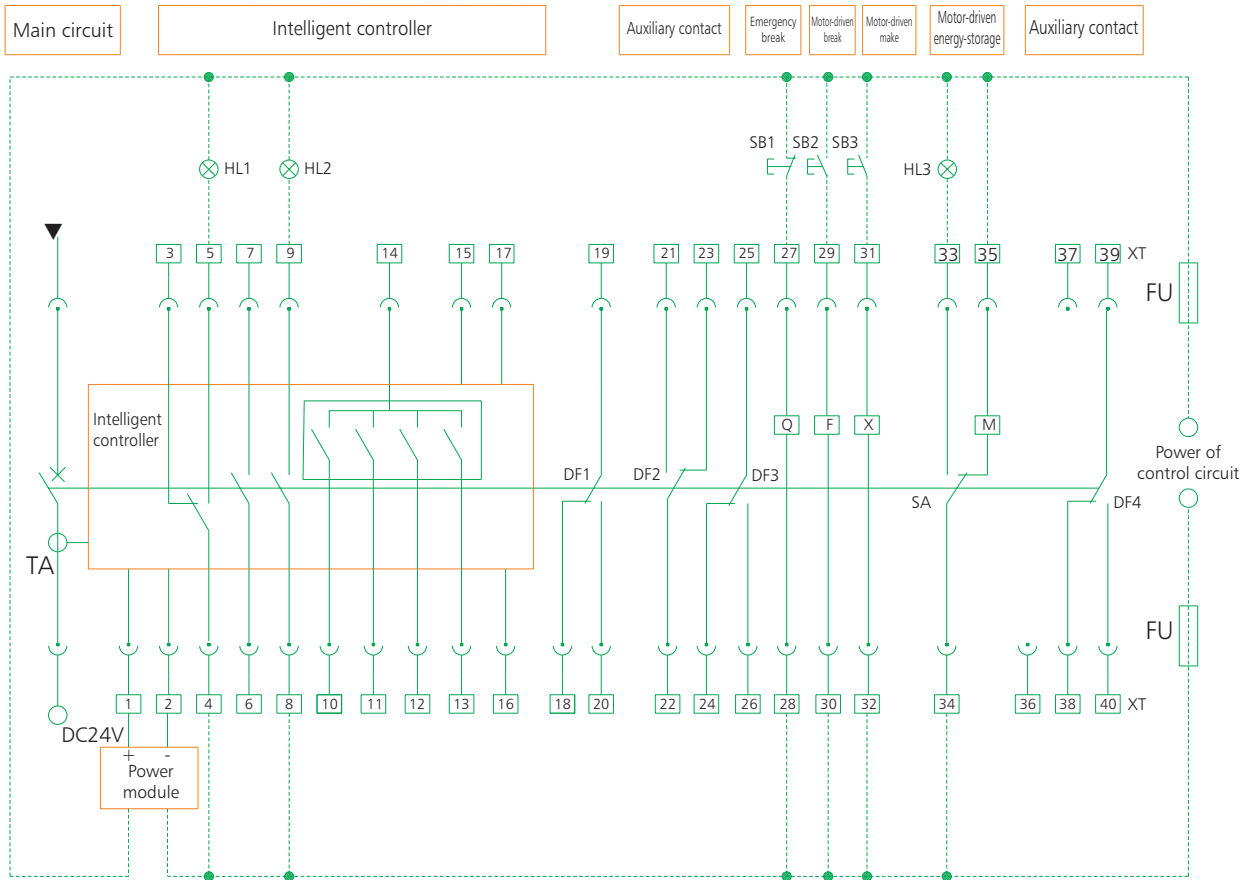 Main circuit
Intelligent controller
Auxiliary contact
Emergency
break
Motor-driven
break
Motor-driven
make
Motor-driven
energy-storage
Auxiliary contact
SB1
SB2
SB3
HL1
HL2
HL3
3
5
7
9
14
15
17
19
21
23
25
27
29
31
33
35
37
39
XT
FU
Intelligent
controller
Q
F
X
M
Power of
control circuit
DF1
DF2
DF3
SA
DF4
TA
FU
1
2
4
6
8
10
11
12
13
16
18
20
22
24
26
28
30
32
34
36
38
40
XT
DC24V
+
-
Power
module